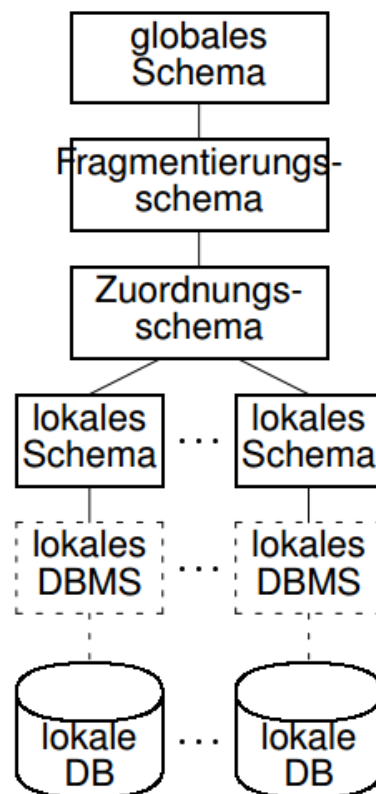 globales
Schema
Fragmentierungs-
schema
Zuordnungs-
schema
lokales
Schema
...
lokales
Schema
lokales
DBMS
...
lokales
DBMS
lokale
DB
...
lokale
DB